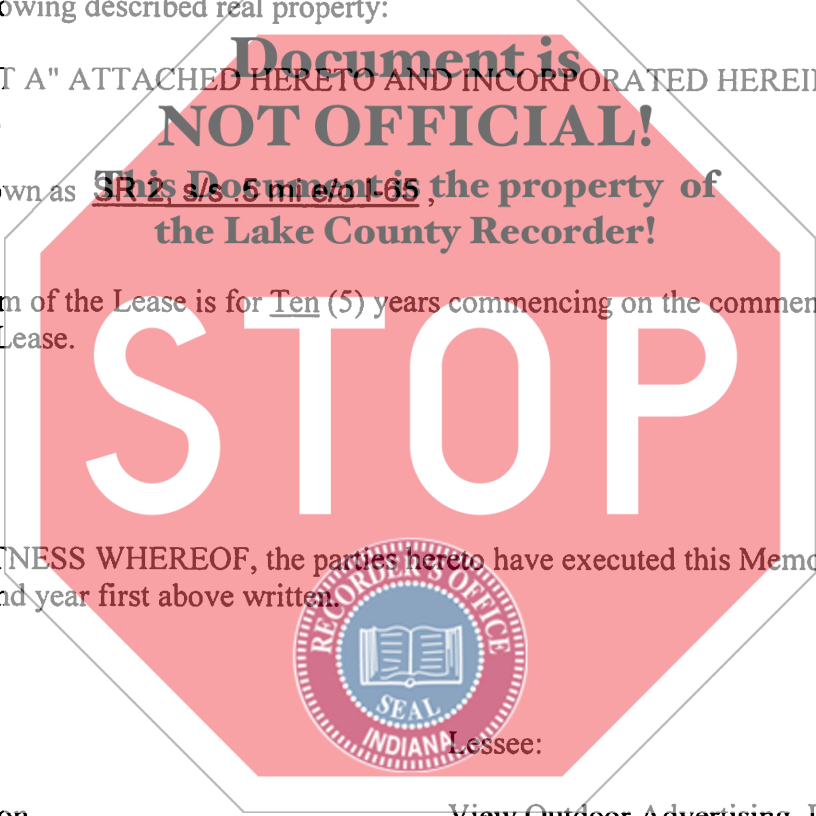 owing described real property:
Document is
T A" ATTACHED HERETO AND INCORPORATED HEREI
NOT OFFICIAL!
This Document is the property of
wn as SR 2, s/s .5 mi e/o I-65 ,
the Lake County Recorder!
m of the Lease is for Ten (5) years commencing on the commen
Lease.
STOP
TNESS WHEREOF, the parties hereto have executed this Memo
nd year first above written.
RECORDER'S OFFICE
SEAL
INDIANA
Lessee:
View Outdoor Advertising,